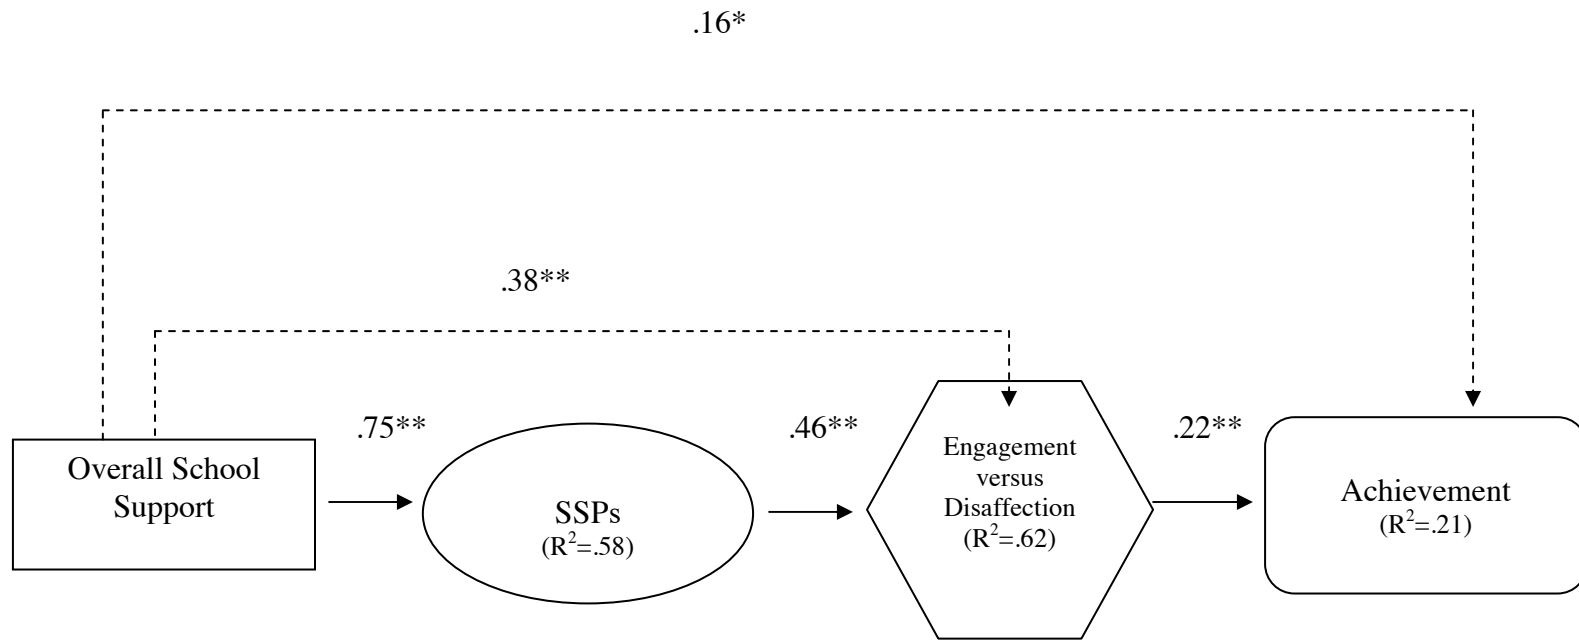 .16*
.38**
.75**
.46**
.22**
Overall School
Support
SSPs
(R²=.58)
Engagement
versus
Disaffection
(R²=.62)
Achievement
(R²=.21)